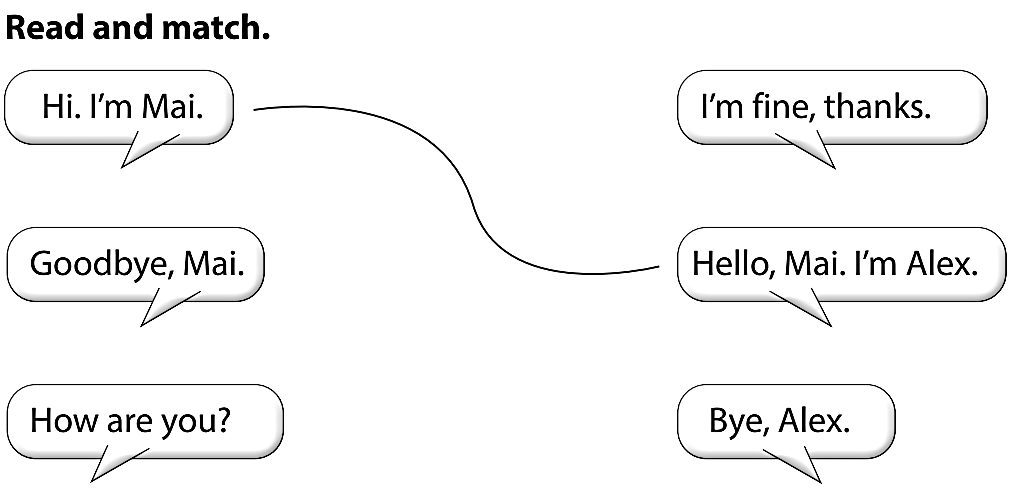 Read and match.
Hi. I'm Mai.
I'm fine, thanks.
Goodbye, Mai.
Hello, Mai. I'm Alex.
How are you?
Bye, Alex.